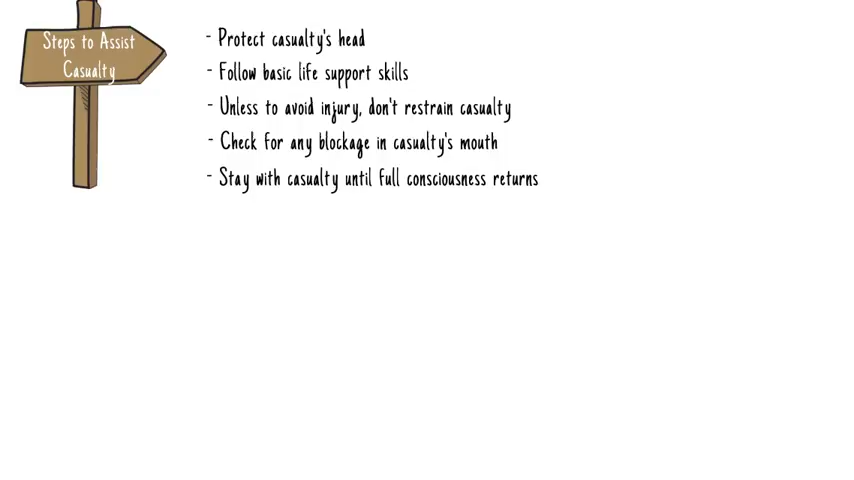 Steps to Assist
Casualty
- Protect casualty's head
- Follow basic life support skills
- Unless to avoid injury, don't restrain casualty
- Check for any blockage in casualty's mouth
- Stay with casualty until full consciousness returns